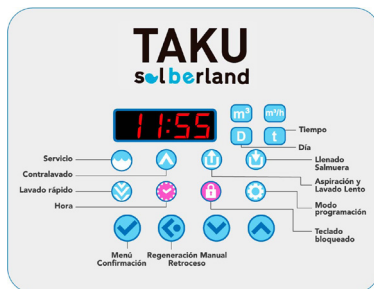 TAKU
solberland
11:55
m³
m³/h
D
t
Tiempo
Día
Servicio
Contralavado
Lavado rápido
Hora
Llenado
Salmuera
Aspiración y
Lavado Lento
Modo
programación
Teclado
bloqueado
Menú
Confirmación
Regeneración Manual
Retroceso